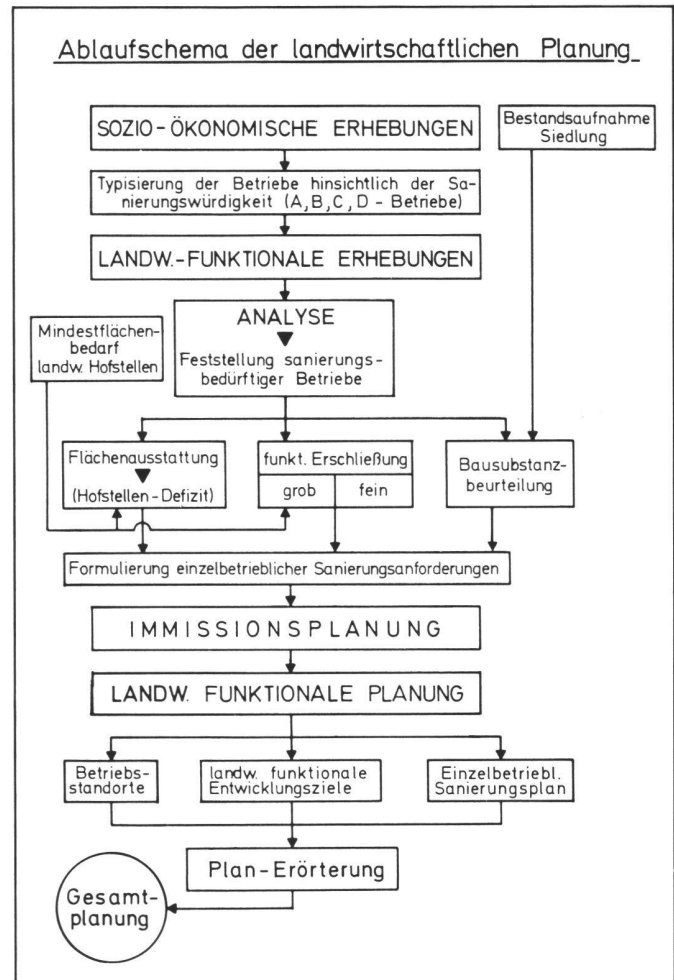 Ablaufschema der landwirtschaftlichen Planung
SOZIO-ÖKONOMISCHE ERHEBUNGEN
Bestandsaufnahme
Siedlung
Typisierung der Betriebe hinsichtlich der Sa-
nierungswürdigkeit (A,B,C,D - Betriebe)
LANDW.-FUNKTIONALE ERHEBUNGEN
Mindestflächen-
bedarf
landw. Hofstellen
ANALYSE
Feststellung sanierungs-
bedürftiger Betriebe
Flächenausstattung
(Hofstellen-Defizit)
funkt. Erschließung
grob
fein
Bausubstanz-
beurteilung
Formulierung einzelbetrieblicher Sanierungsanforderungen
IMMISSIONSPLANUNG
LANDW. FUNKTIONALE PLANUNG
Betriebs-
standorte
landw. funktionale
Entwicklungsziele
Einzelbetriebl.
Sanierungsplan
Plan-Erörterung
Gesamt-
planung